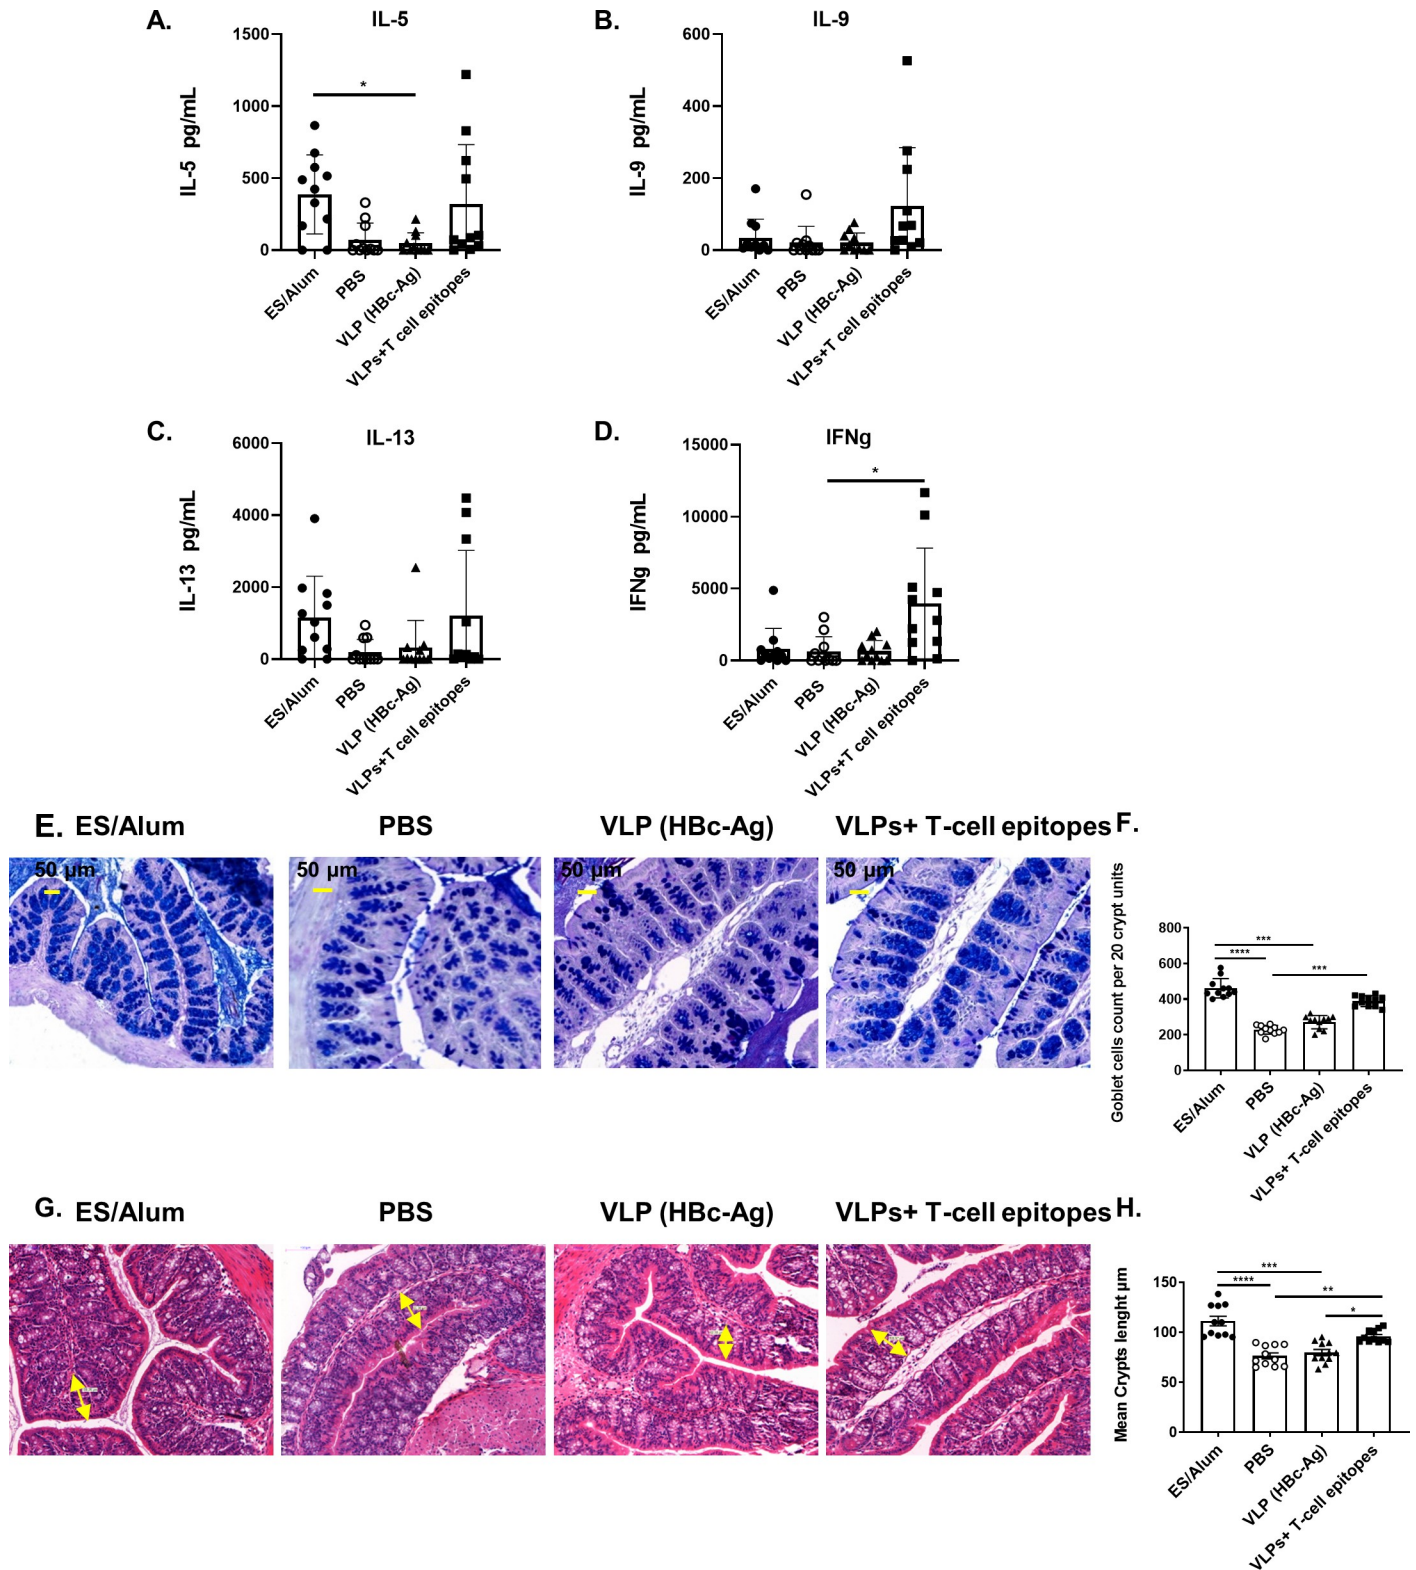 A.
IL-5
IL-5 pg/mL
1500
1000
500
0
*
ES/Alum
PBS
VLP (HBc-Ag)
VLPs+T cell epitopes
B.
IL-9
IL-9 pg/mL
600
400
200
0
ES/Alum
PBS
VLP (HBc-Ag)
VLPs+T cell epitopes
C.
IL-13
IL-13 pg/mL
6000
4000
2000
0
ES/Alum
PBS
VLP (HBc-Ag)
VLPs+T cell epitopes
D.
IFNg
IFNg pg/mL
15000
10000
5000
0
*
ES/Alum
PBS
VLP (HBc-Ag)
VLPs+T cell epitopes
E. ES/Alum
PBS
VLP (HBc-Ag)
VLPs+ T-cell epitopes
50 µm
50 µm
50 µm
50 µm
F.
Goblet cells count per 20 crypt units
800
600
400
200
0
***
****
***
ES/Alum
PBS
VLP (HBc-Ag)
VLPs+ T-cell epitopes
G. ES/Alum
PBS
VLP (HBc-Ag)
VLPs+ T-cell epitopes
H.
Mean Crypts lenght µm
150
100
50
0
***
****
**
*
ES/Alum
PBS
VLP (HBc-Ag)
VLPs+ T-cell epitopes